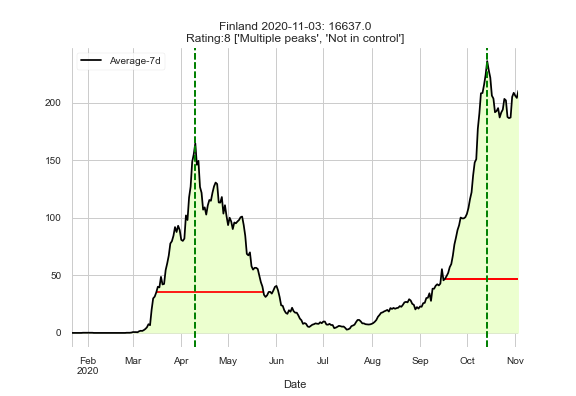 Finland 2020-11-03: 16637.0
Rating:8 ['Multiple peaks', 'Not in control']
Average-7d
200
150
100
50
0
Feb Mar Apr May Jun Jul Aug Sep Oct Nov
2020
Date